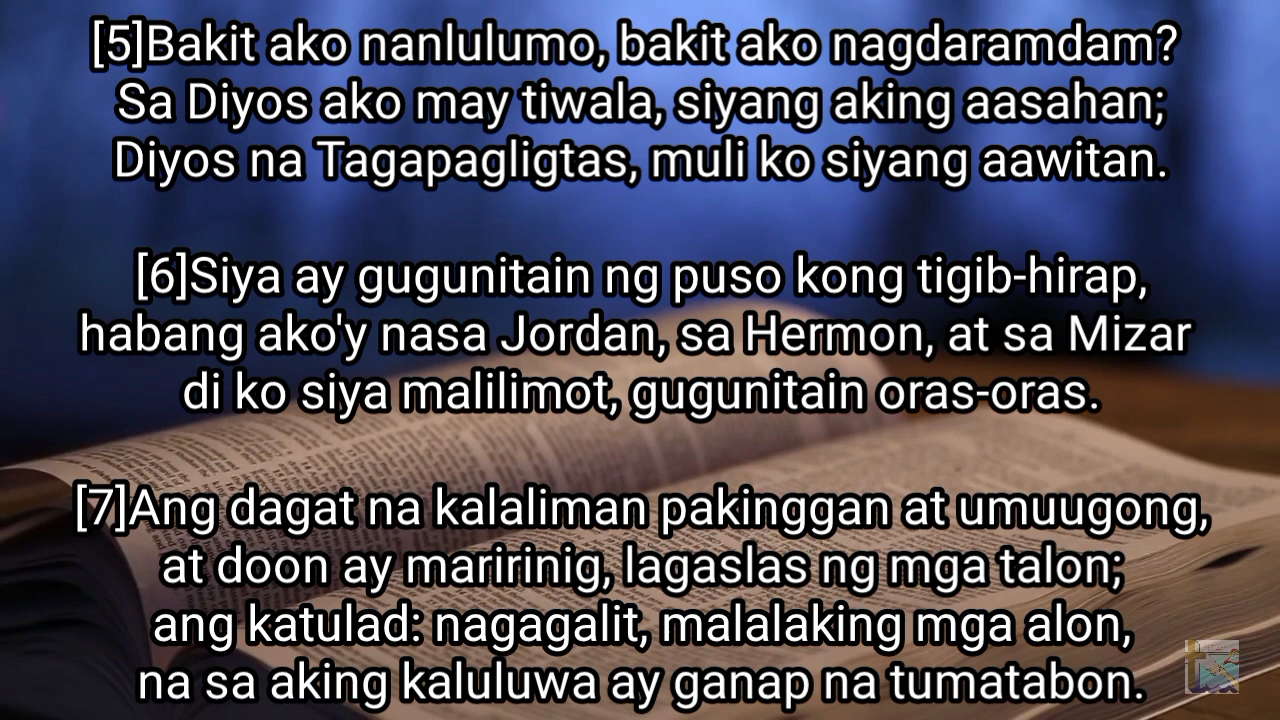 [5]Bakit ako nanlulumo, bakit ako nagdaramdam?
Sa Diyos ako may tiwala, siyang aking aasahan;
Diyos na Tagapagligtas, muli ko siyang aawitan.
[6]Siya ay gugunitain ng puso kong tigib-hirap,
habang ako'y nasa Jordan, sa Hermon, at sa Mizar
di ko siya malilimot, gugunitain oras-oras.
[7]Ang dagat na kalaliman pakinggan at umuugong,
at doon ay maririnig, lagaslas ng mga talon;
ang katulad: nagagalit, malalaking mga alon,
na sa aking kaluluwa ay ganap na tumatabon.